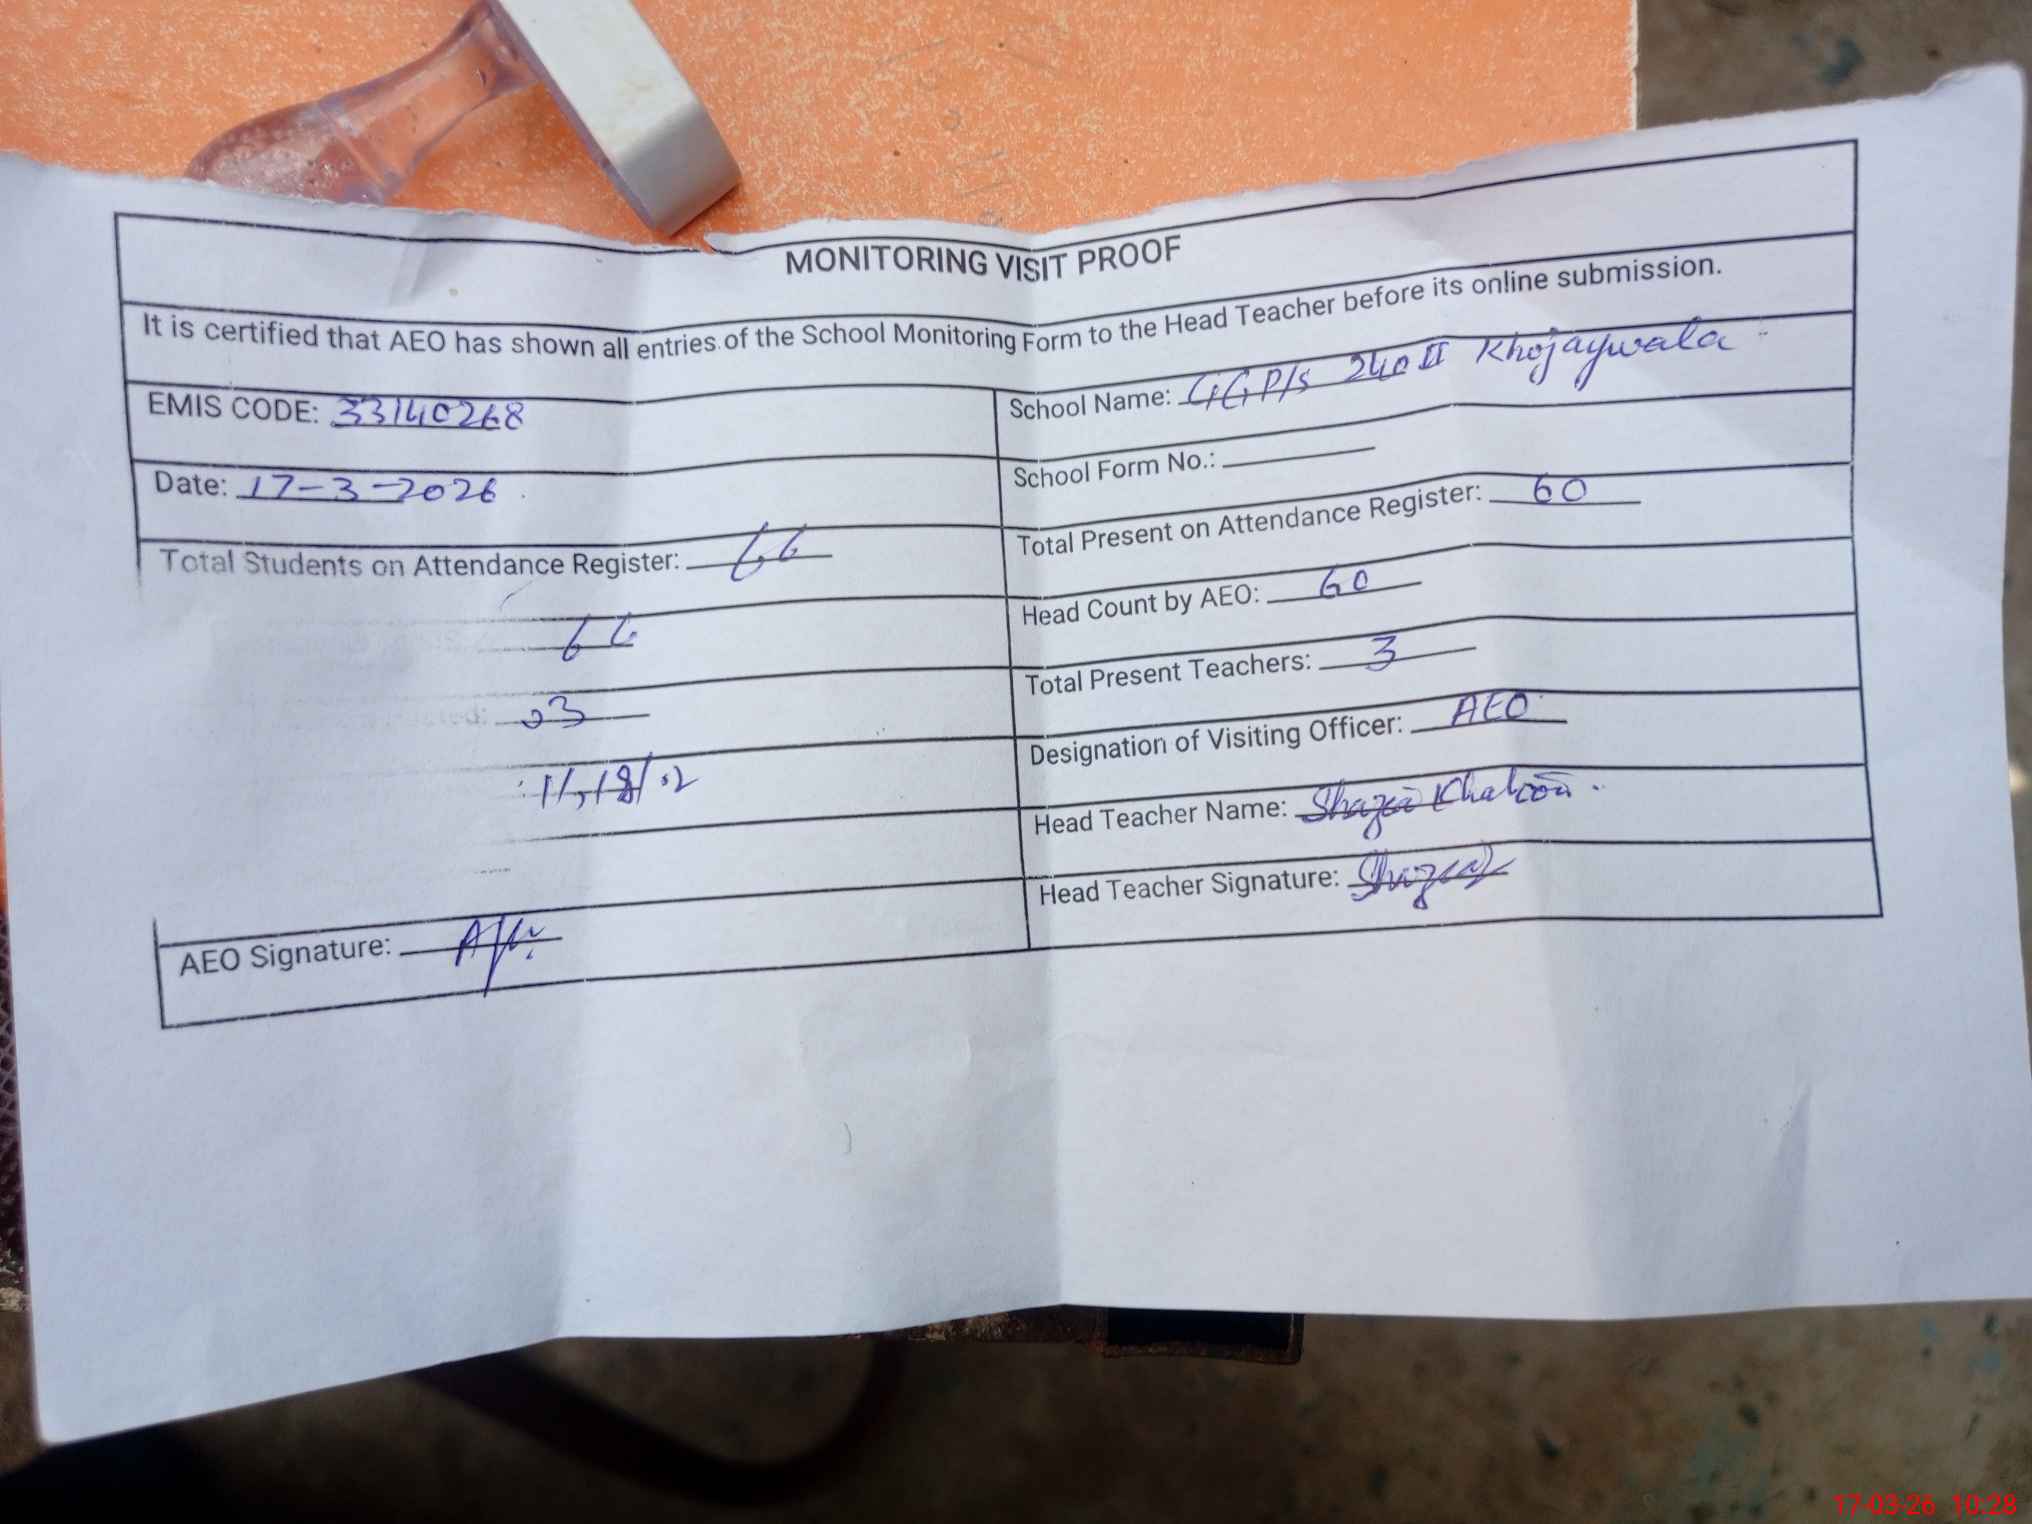 MONITORING VISIT PROOF
It is certified that AEO has shown all entries of the School Monitoring Form to the Head Teacher before its online submission.
EMIS CODE: 33140268
School Name: GGP/S 240 II Khojaywala
Date: 17-3-2026
School Form No.:
Total Students on Attendance Register: 66
Total Present on Attendance Register: 60
66
Head Count by AEO: 60
03
Total Present Teachers: 3
Designation of Visiting Officer: AEO
Head Teacher Name: Shazia Khatoon
AEO Signature:
Head Teacher Signature: Shazia
17-03-26 10:28